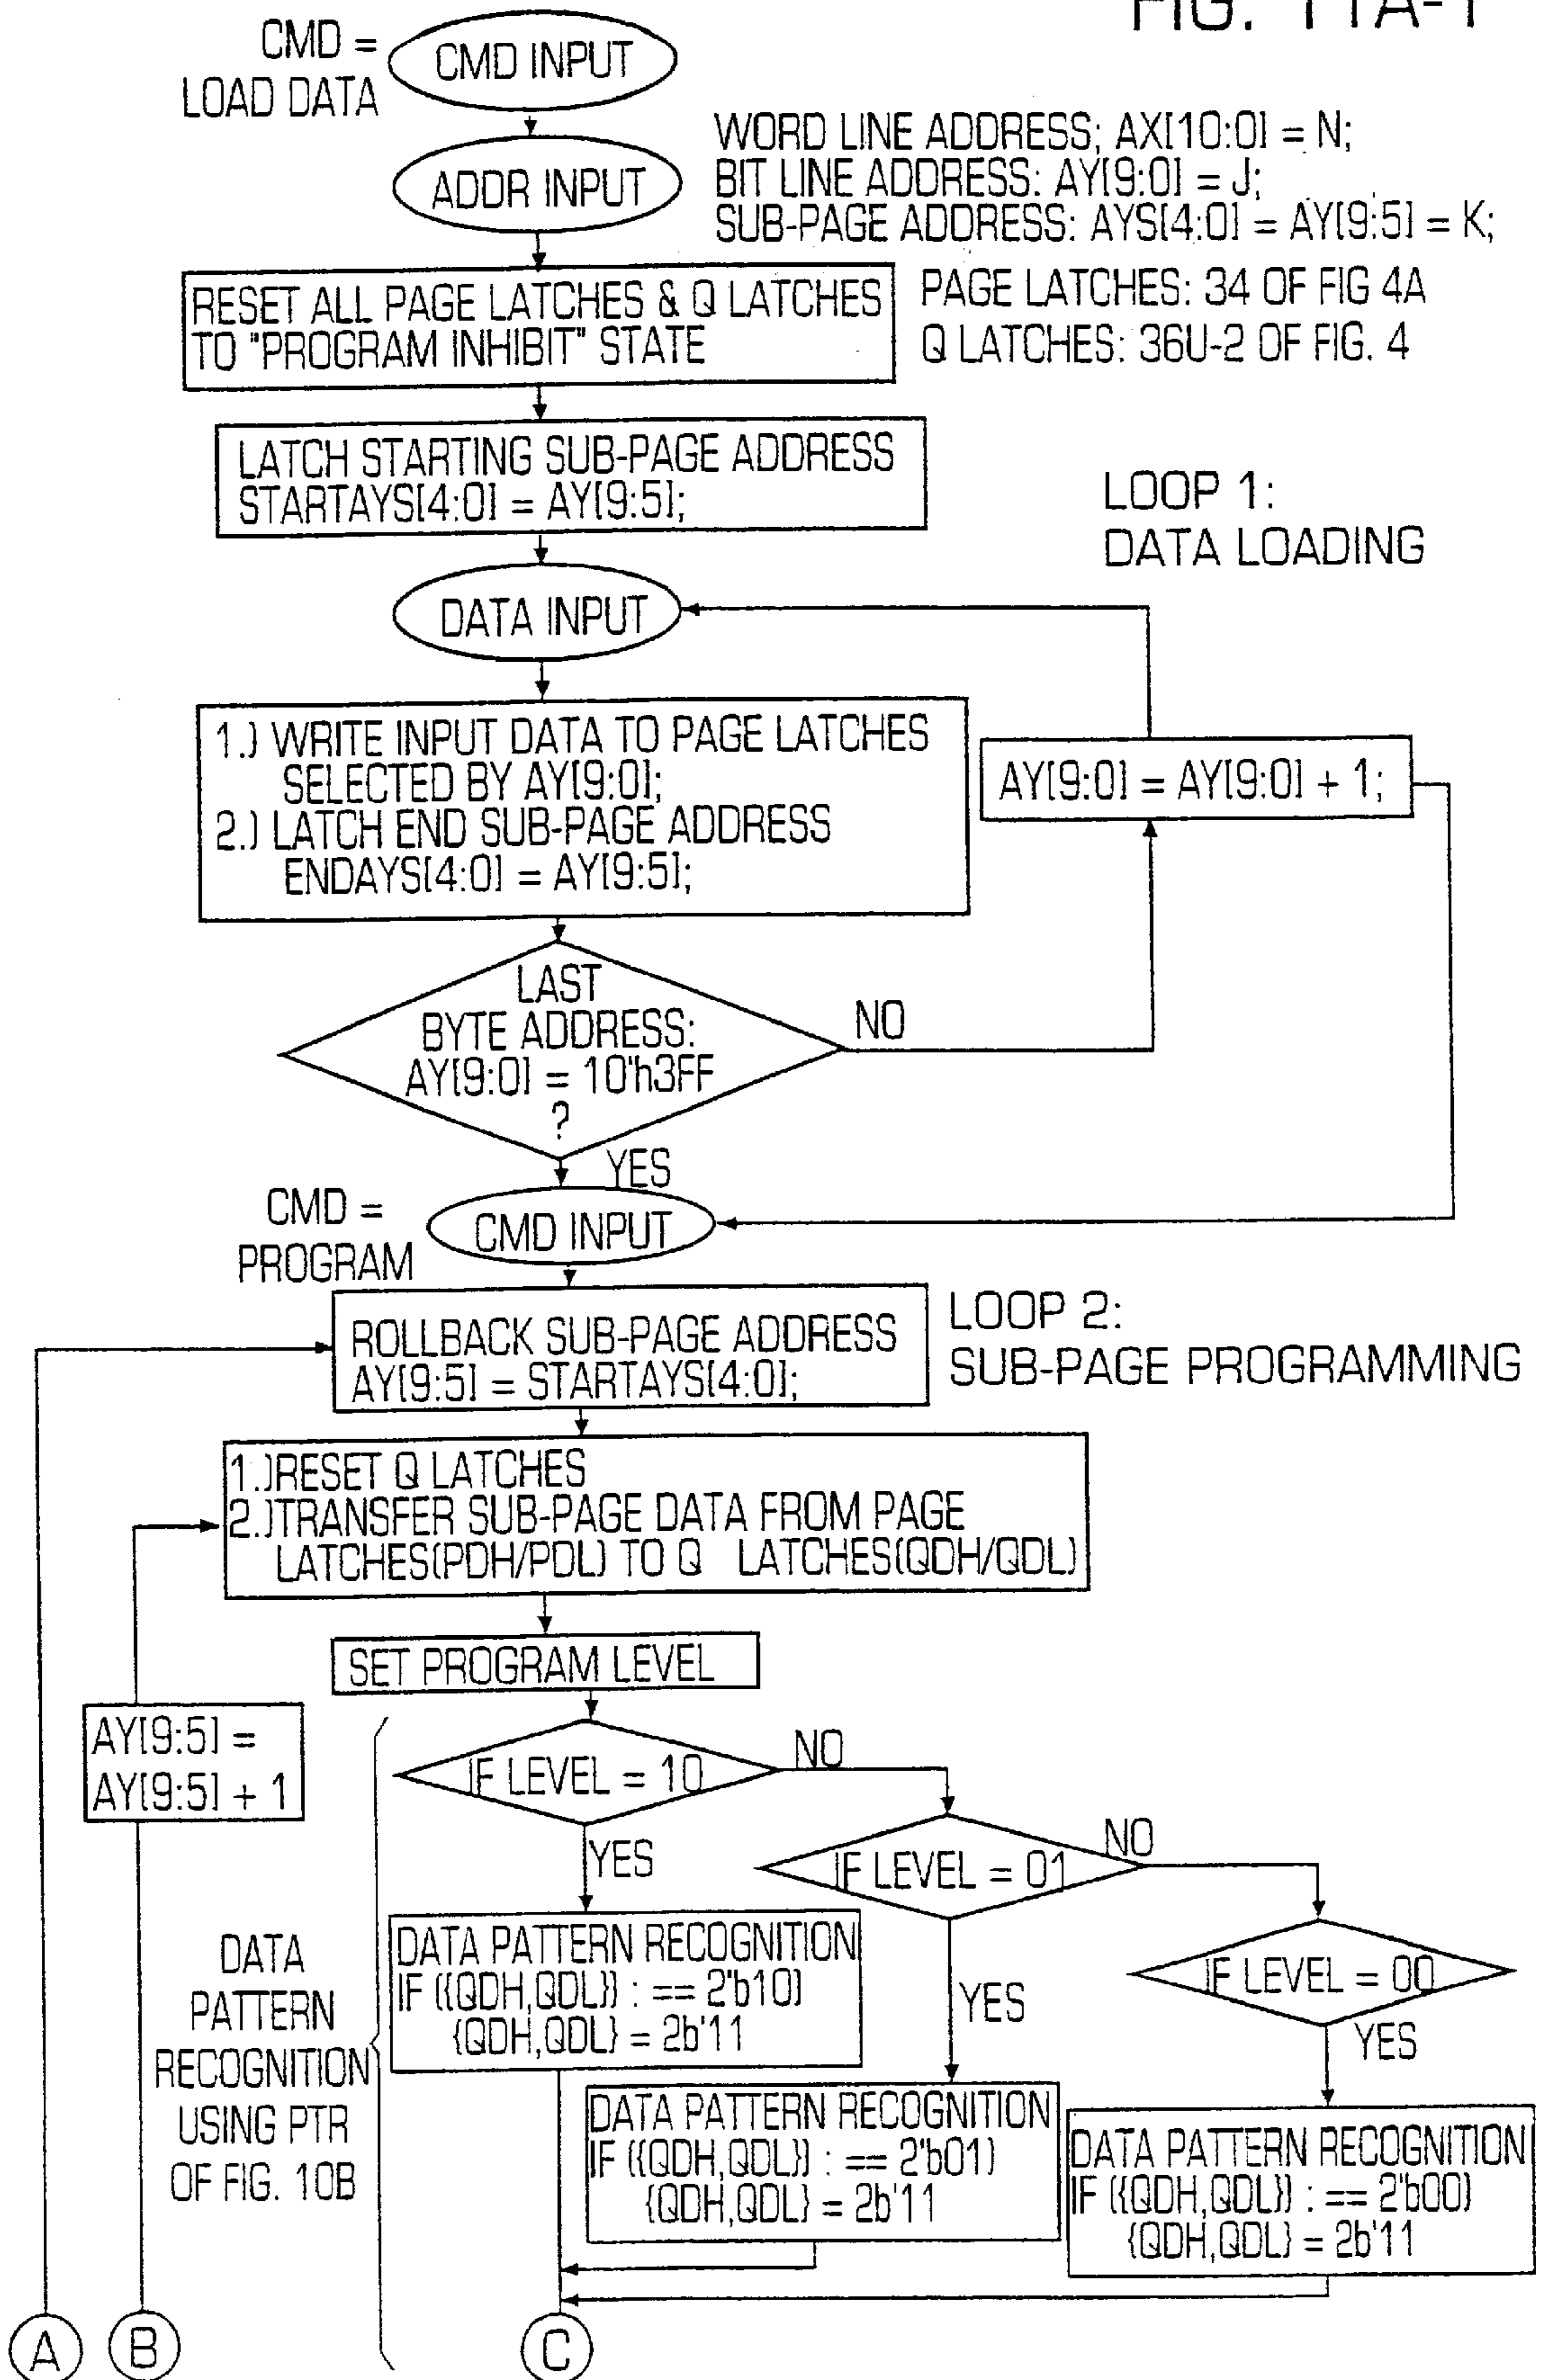 FIG. 11A-1
CMD =
LOAD DATA
CMD INPUT
ADDR INPUT
WORD LINE ADDRESS; AX[10:0] = N;
BIT LINE ADDRESS: AY[9:0] = J;
SUB-PAGE ADDRESS: AYS[4:0] = AY[9:5] = K;
RESET ALL PAGE LATCHES & Q LATCHES
TO "PROGRAM INHIBIT" STATE
PAGE LATCHES: 34 OF FIG 4A
Q LATCHES: 36U-2 OF FIG. 4
LATCH STARTING SUB-PAGE ADDRESS
STARTAYS[4:0] = AY[9:5];
LOOP 1:
DATA LOADING
DATA INPUT
1.) WRITE INPUT DATA TO PAGE LATCHES
SELECTED BY AY[9:0];
2.) LATCH END SUB-PAGE ADDRESS
ENDAYS[4:0] = AY[9:5];
AY[9:0] = AY[9:0] + 1;
LAST
BYTE ADDRESS:
AY[9:0] = 10'h3FF
?
NO
YES
CMD =
PROGRAM
CMD INPUT
ROLLBACK SUB-PAGE ADDRESS
AY[9:5] = STARTAYS[4:0];
LOOP 2:
SUB-PAGE PROGRAMMING
1.)RESET Q LATCHES
2.)TRANSFER SUB-PAGE DATA FROM PAGE
LATCHES(PDH/PDL) TO Q LATCHES(QDH/QDL)
SET PROGRAM LEVEL
AY[9:5] =
AY[9:5] + 1
IF LEVEL = 10
NO
YES
IF LEVEL = 01
NO
YES
IF LEVEL = 00
YES
DATA
PATTERN
RECOGNITION
USING PTR
OF FIG. 10B
DATA PATTERN RECOGNITION
IF ({QDH,QDL}) : == 2'b10)
{QDH,QDL} = 2b'11
DATA PATTERN RECOGNITION
IF ({QDH,QDL}) : == 2'b01)
{QDH,QDL} = 2b'11
DATA PATTERN RECOGNITION
IF ({QDH,QDL}) : == 2'b00)
{QDH,QDL} = 2b'11
A
B
C